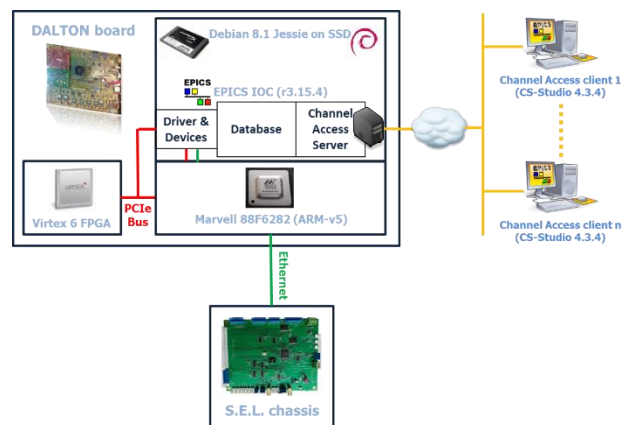 DALTON board
Debian 8.1 Jessie on SSD
EPICS
EPICS IOC (r3.15.4)
Driver &
Devices
Database
Channel
Access
Server
Channel Access client 1
(CS-Studio 4.3.4)
VIRTEX
Virtex 6 FPGA
PCIe
Bus
Marvell 88F6282 (ARM-v5)
Channel Access client n
(CS-Studio 4.3.4)
Ethernet
S.E.L. chassis